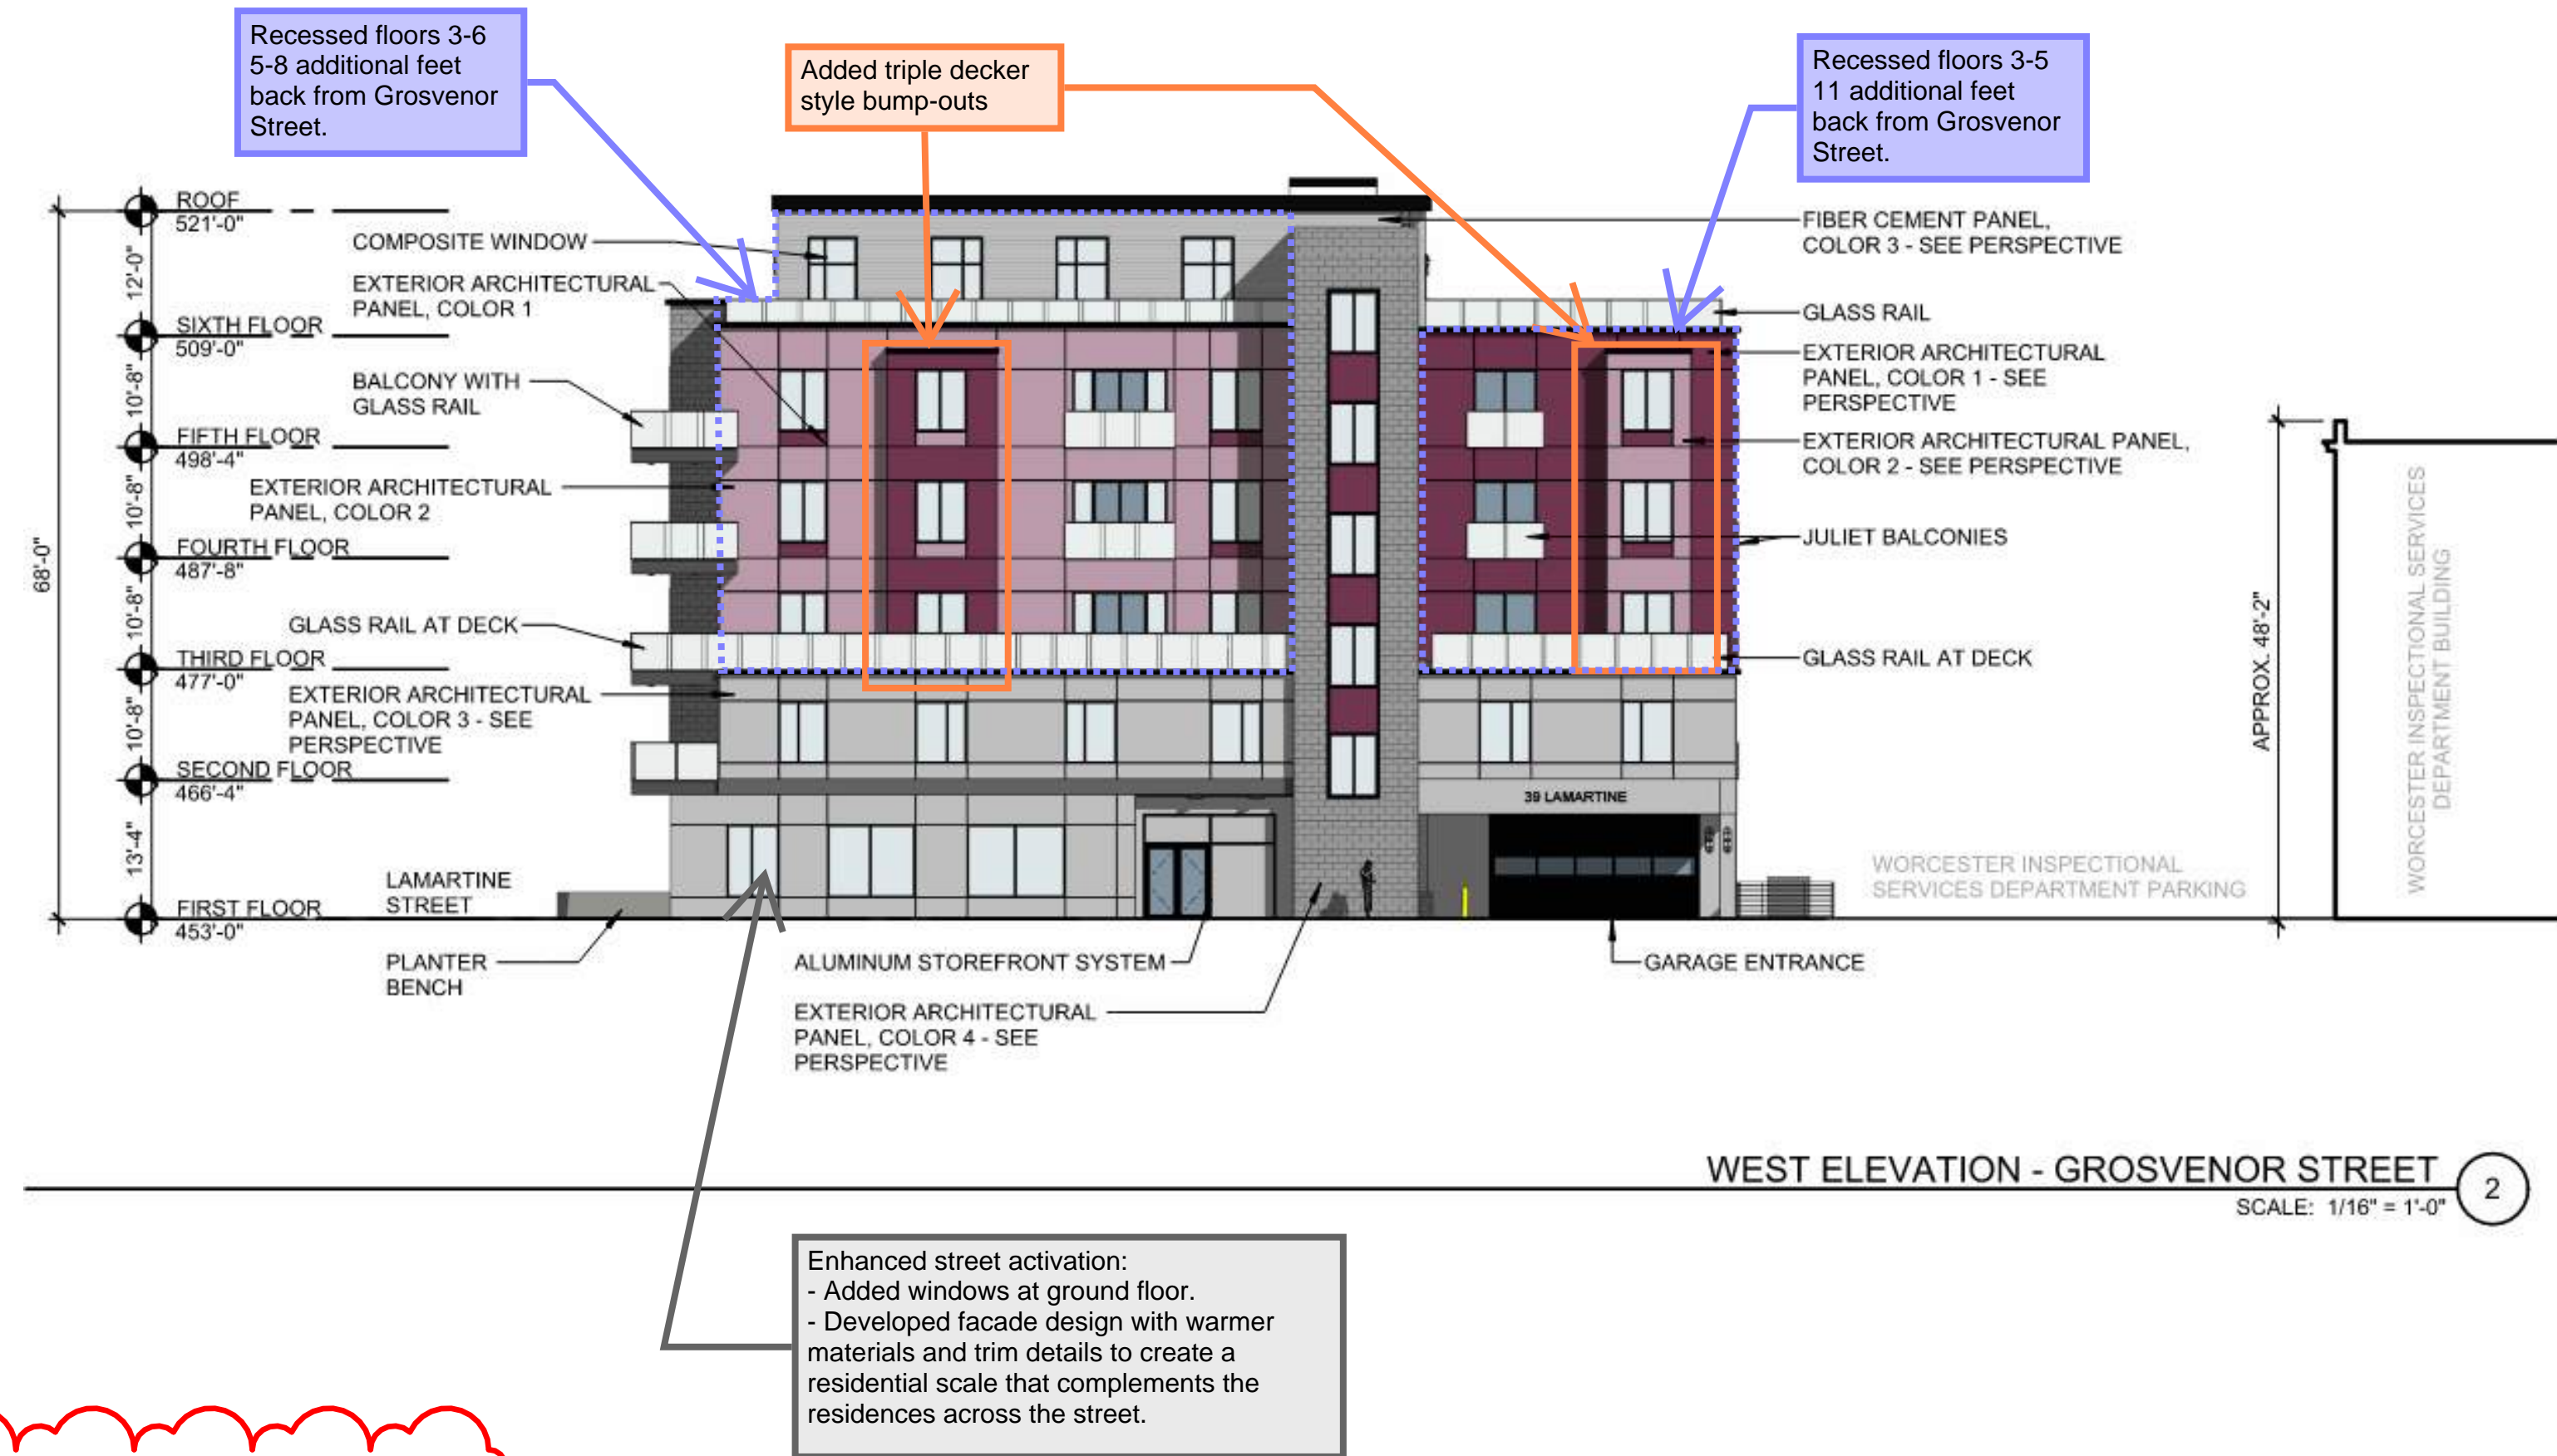 Recessed floors 3-6
5-8 additional feet
back from Grosvenor
Street.
Added triple decker
style bump-outs
Recessed floors 3-5
11 additional feet
back from Grosvenor
Street.
ROOF
521'-0"
12'-0"
SIXTH FLOOR
509'-0"
10'-8"
FIFTH FLOOR
498'-4"
10'-8"
FOURTH FLOOR
487'-8"
10'-8"
THIRD FLOOR
477'-0"
10'-8"
SECOND FLOOR
466'-4"
13'-4"
FIRST FLOOR
453'-0"
68'-0"
COMPOSITE WINDOW
EXTERIOR ARCHITECTURAL
PANEL, COLOR 1
BALCONY WITH
GLASS RAIL
EXTERIOR ARCHITECTURAL
PANEL, COLOR 2
GLASS RAIL AT DECK
EXTERIOR ARCHITECTURAL
PANEL, COLOR 3 - SEE
PERSPECTIVE
LAMARTINE
STREET
PLANTER
BENCH
39 LAMARTINE
FIBER CEMENT PANEL,
COLOR 3 - SEE PERSPECTIVE
GLASS RAIL
EXTERIOR ARCHITECTURAL
PANEL, COLOR 1 - SEE
PERSPECTIVE
EXTERIOR ARCHITECTURAL PANEL,
COLOR 2 - SEE PERSPECTIVE
JULIET BALCONIES
GLASS RAIL AT DECK
WORCESTER INSPECTIONAL
SERVICES DEPARTMENT PARKING
APPROX. 48'-2"
WORCESTER INSPECTIONAL SERVICES
DEPARTMENT BUILDING
ALUMINUM STOREFRONT SYSTEM
GARAGE ENTRANCE
EXTERIOR ARCHITECTURAL
PANEL, COLOR 4 - SEE
PERSPECTIVE
WEST ELEVATION - GROSVENOR STREET
2
SCALE: 1/16" = 1'-0"
Enhanced street activation:
- Added windows at ground floor.
- Developed facade design with warmer
materials and trim details to create a
residential scale that complements the
residences across the street.